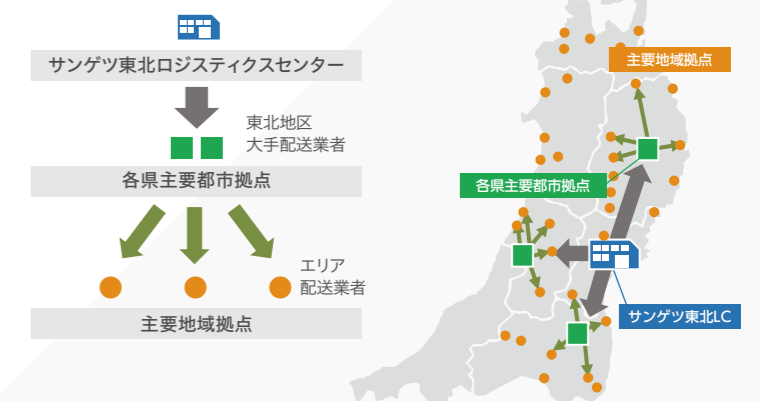 サンゲツ東北ロジスティクスセンター
東北地区
大手配送業者
各県主要都市拠点
エリア
配送業者
主要地域拠点
主要地域拠点
各県主要都市拠点
サンゲツ東北LC